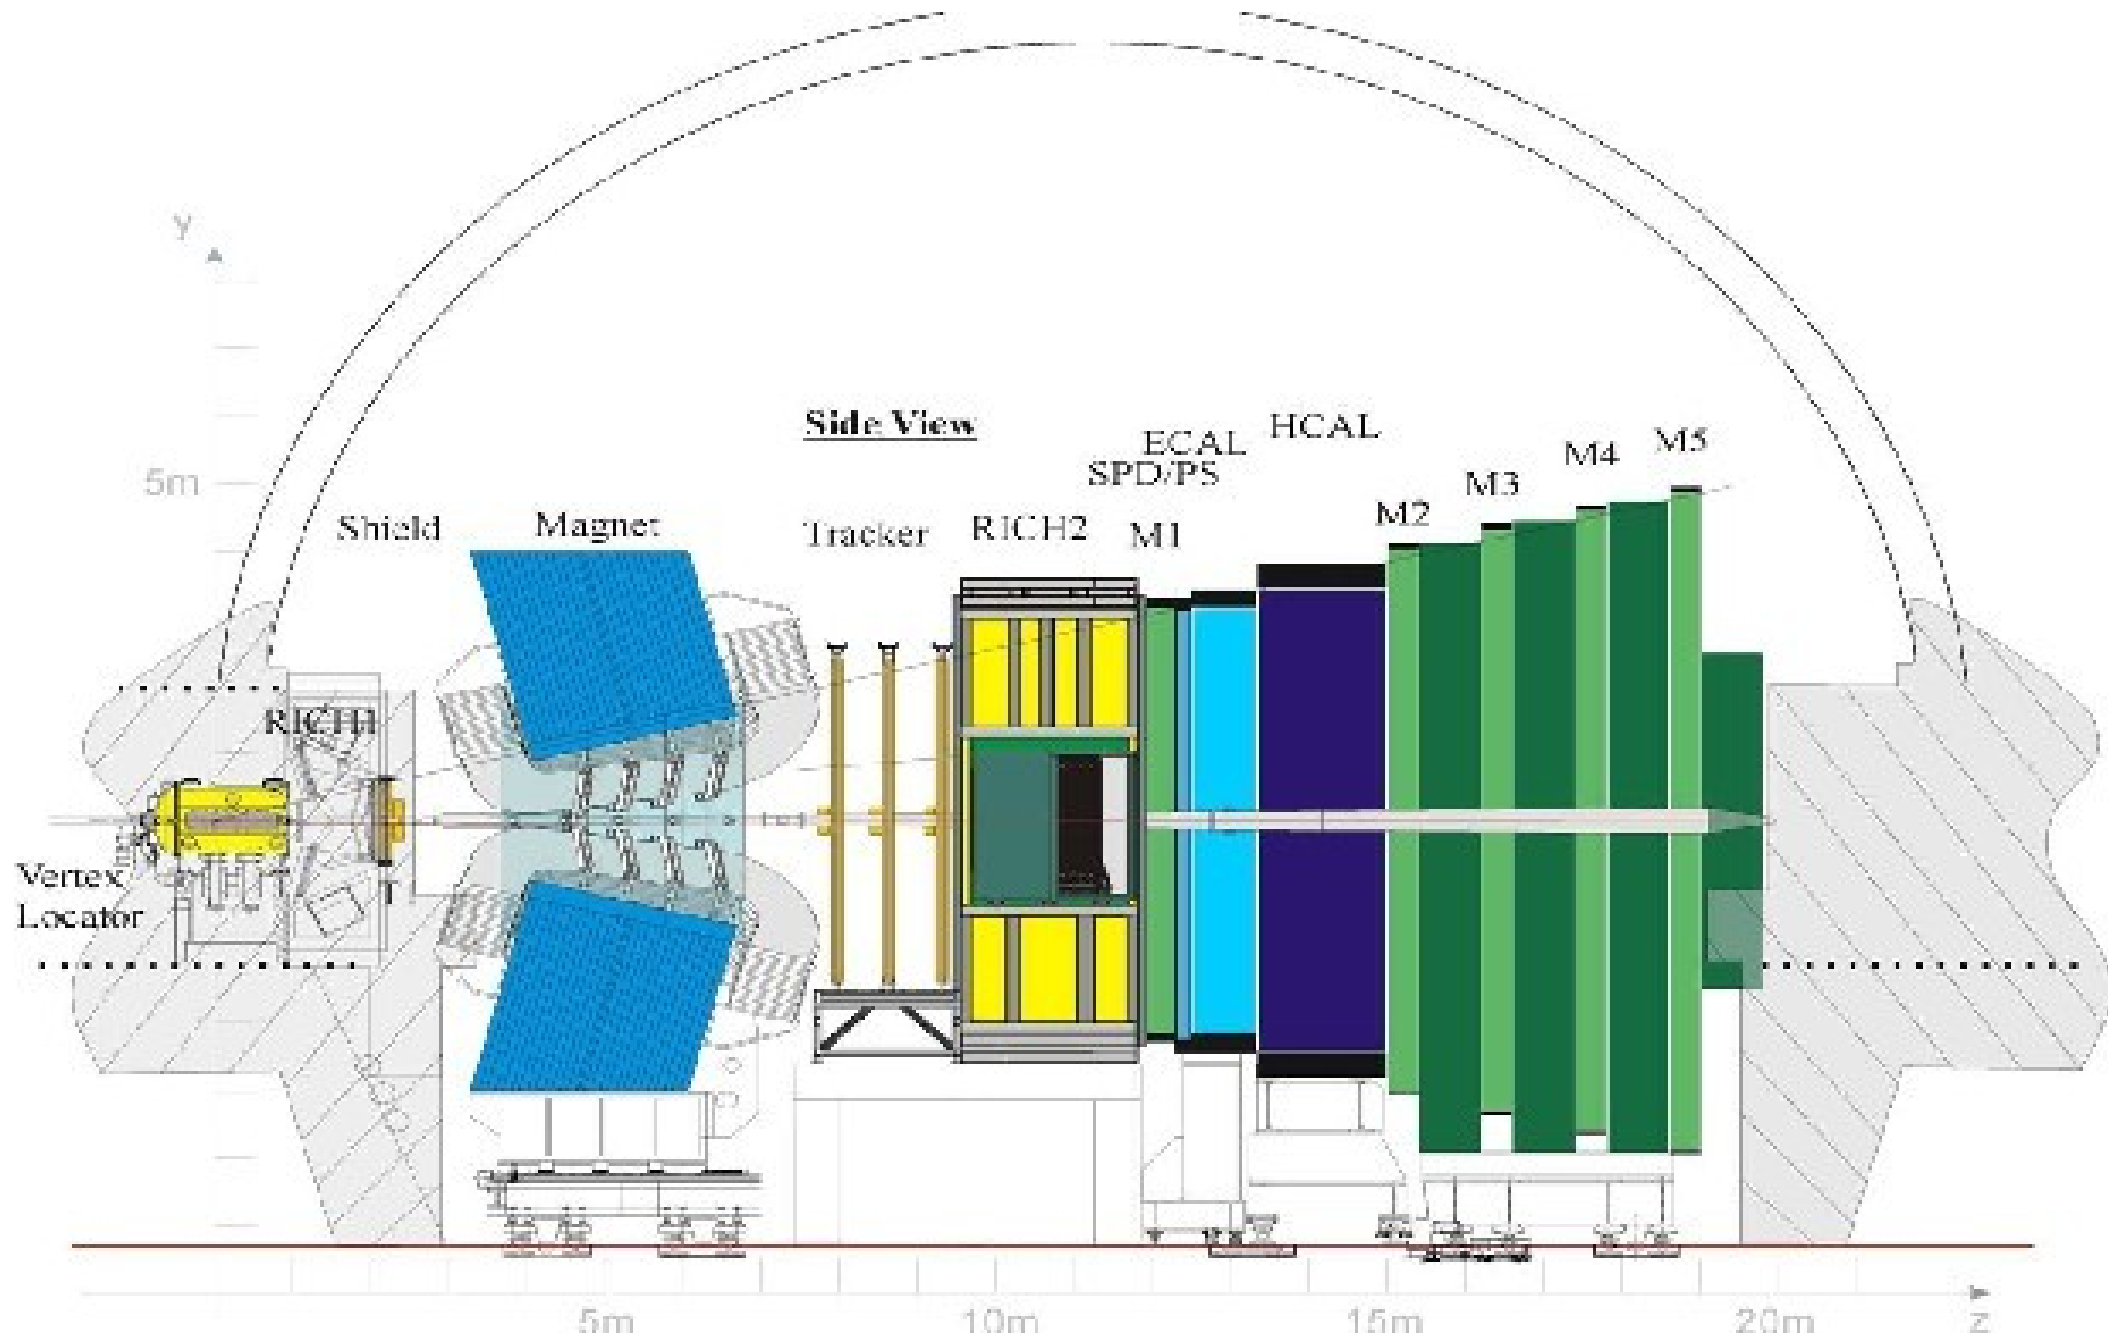 y
Side View
ECAL
HCAL
SPD/PS
M1
M2
M3
M4
M5
5m
Shield
Magnet
Tracker
RICH2
RICH1
Vertex
Locator
5m
10m
15m
20m
z